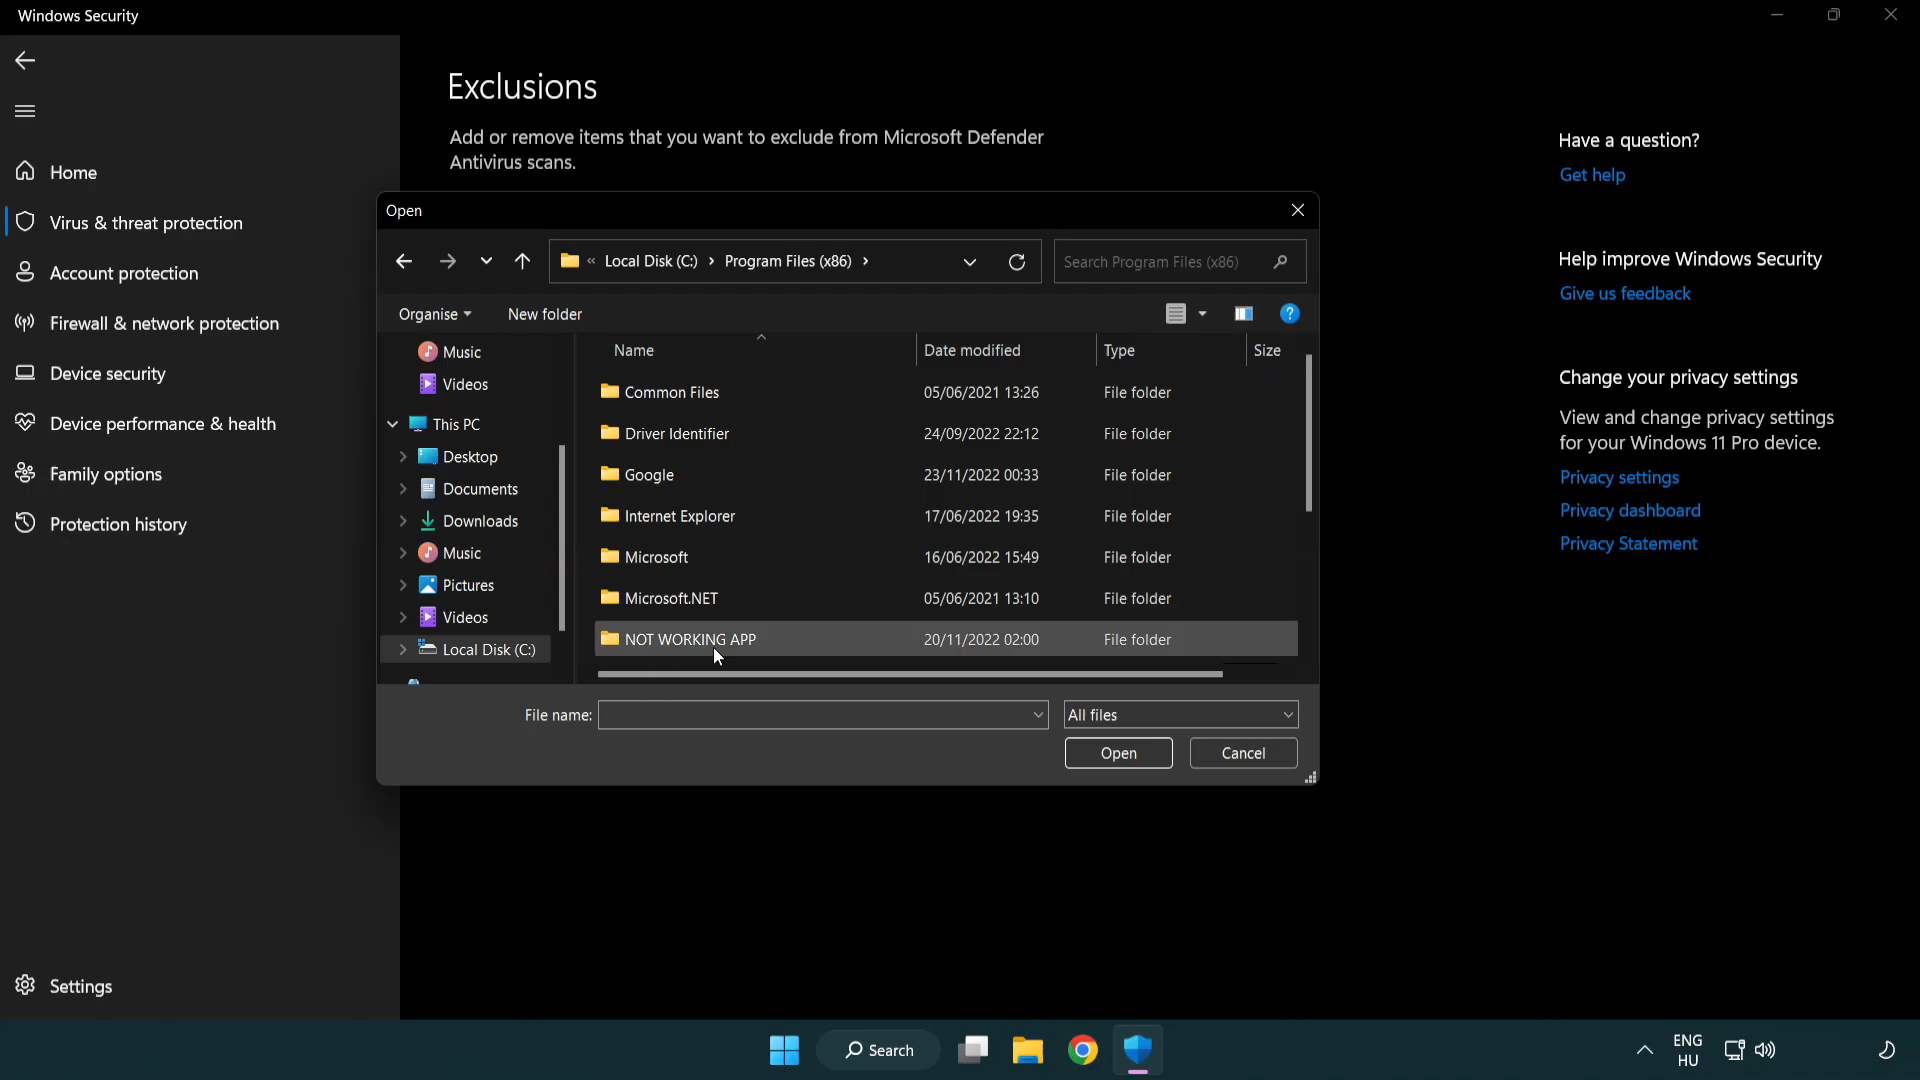 Windows Security
Home
Virus & threat protection
Account protection
Firewall & network protection
Device security
Device performance & health
Family options
Protection history
Settings
Exclusions
Add or remove items that you want to exclude from Microsoft Defender
Antivirus scans.
Open
« Local Disk (C:) › Program Files (x86) ›
Search Program Files (x86)
Organise
New folder
?
Music
Videos
This PC
Desktop
Documents
Downloads
Music
Pictures
Videos
Local Disk (C:)
Name Date modified Type Size
Common Files 05/06/2021 13:26 File folder
Driver Identifier 24/09/2022 22:12 File folder
Google 23/11/2022 00:33 File folder
Internet Explorer 17/06/2022 19:35 File folder
Microsoft 16/06/2022 15:49 File folder
Microsoft.NET 05/06/2021 13:10 File folder
NOT WORKING APP 20/11/2022 02:00 File folder
File name:
All files
Open
Cancel
Have a question?
Get help
Help improve Windows Security
Give us feedback
Change your privacy settings
View and change privacy settings
for your Windows 11 Pro device.
Privacy settings
Privacy dashboard
Privacy Statement
Search
ENG
HU